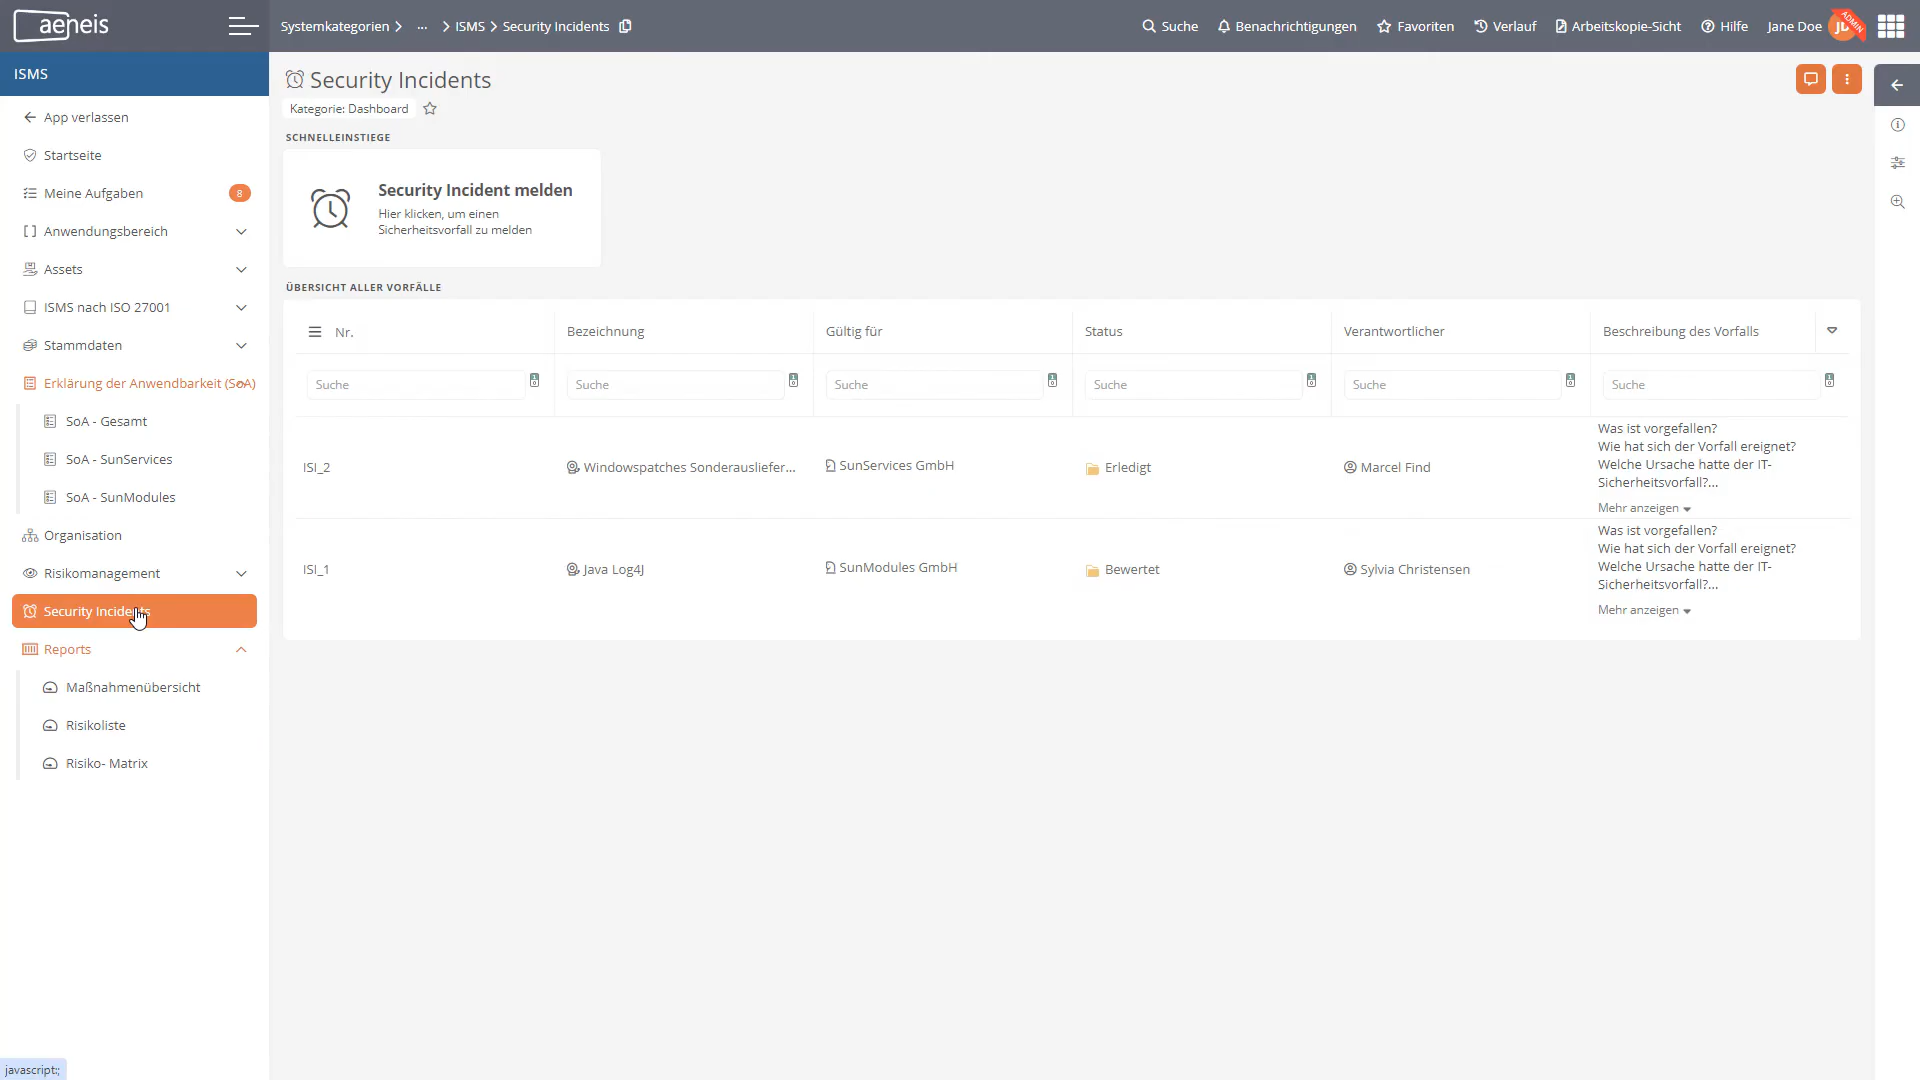 aeneis
Systemkategorien
...
ISMS
Security Incidents
Suche
Benachrichtigungen
Favoriten
Verlauf
Arbeitskopie-Sicht
Hilfe
Jane Doe
JD
ADMIN
ISMS
App verlassen
Startseite
Meine Aufgaben
8
Anwendungsbereich
Assets
ISMS nach ISO 27001
Stammdaten
Erklärung der Anwendbarkeit (SoA)
SoA - Gesamt
SoA - SunServices
SoA - SunModules
Organisation
Risikomanagement
Security Incidents
Reports
Maßnahmenübersicht
Risikoliste
Risiko- Matrix
javascript:;
Security Incidents
Kategorie: Dashboard
SCHNELLEINSTIEGE
Security Incident melden
Hier klicken, um einen
Sicherheitsvorfall zu melden
ÜBERSICHT ALLER VORFÄLLE
Nr. Bezeichnung Gültig für Status Verantwortlicher Beschreibung des Vorfalls
Suche Suche Suche Suche Suche Suche
ISI_2 Windowspatches Sonderausliefer... SunServices GmbH Erledigt Marcel Find
Was ist vorgefallen?
Wie hat sich der Vorfall ereignet?
Welche Ursache hatte der IT-
Sicherheitsvorfall?...
Mehr anzeigen
ISI_1 Java Log4J SunModules GmbH Bewertet Sylvia Christensen
Was ist vorgefallen?
Wie hat sich der Vorfall ereignet?
Welche Ursache hatte der IT-
Sicherheitsvorfall?...
Mehr anzeigen